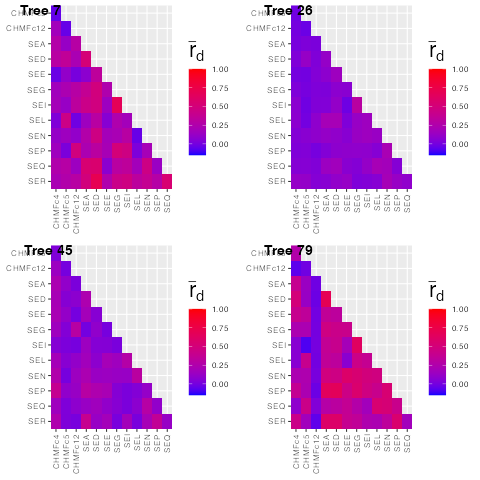 Tree 7
CHMFc5
CHMFc12
SEA
SED
SEE
SEG
SEI
SEL
SEN
SEP
SEQ
SER
CHMFc4
CHMFc5
CHMFc12
SEA
SED
SEE
SEG
SEI
SEL
SEN
SEP
SEQ
r̅d
1.00
0.75
0.50
0.25
0.00
Tree 26
CHMFc5
CHMFc12
SEA
SED
SEE
SEG
SEI
SEL
SEN
SEP
SEQ
SER
CHMFc4
CHMFc5
CHMFc12
SEA
SED
SEE
SEG
SEI
SEL
SEN
SEP
SEQ
r̅d
1.00
0.75
0.50
0.25
0.00
Tree 45
CHMFc5
CHMFc12
SEA
SED
SEE
SEG
SEI
SEL
SEN
SEP
SEQ
SER
CHMFc4
CHMFc5
CHMFc12
SEA
SED
SEE
SEG
SEI
SEL
SEN
SEP
SEQ
r̅d
1.00
0.75
0.50
0.25
0.00
Tree 79
CHMFc5
CHMFc12
SEA
SED
SEE
SEG
SEI
SEL
SEN
SEP
SEQ
SER
CHMFc4
CHMFc5
CHMFc12
SEA
SED
SEE
SEG
SEI
SEL
SEN
SEP
SEQ
r̅d
1.00
0.75
0.50
0.25
0.00